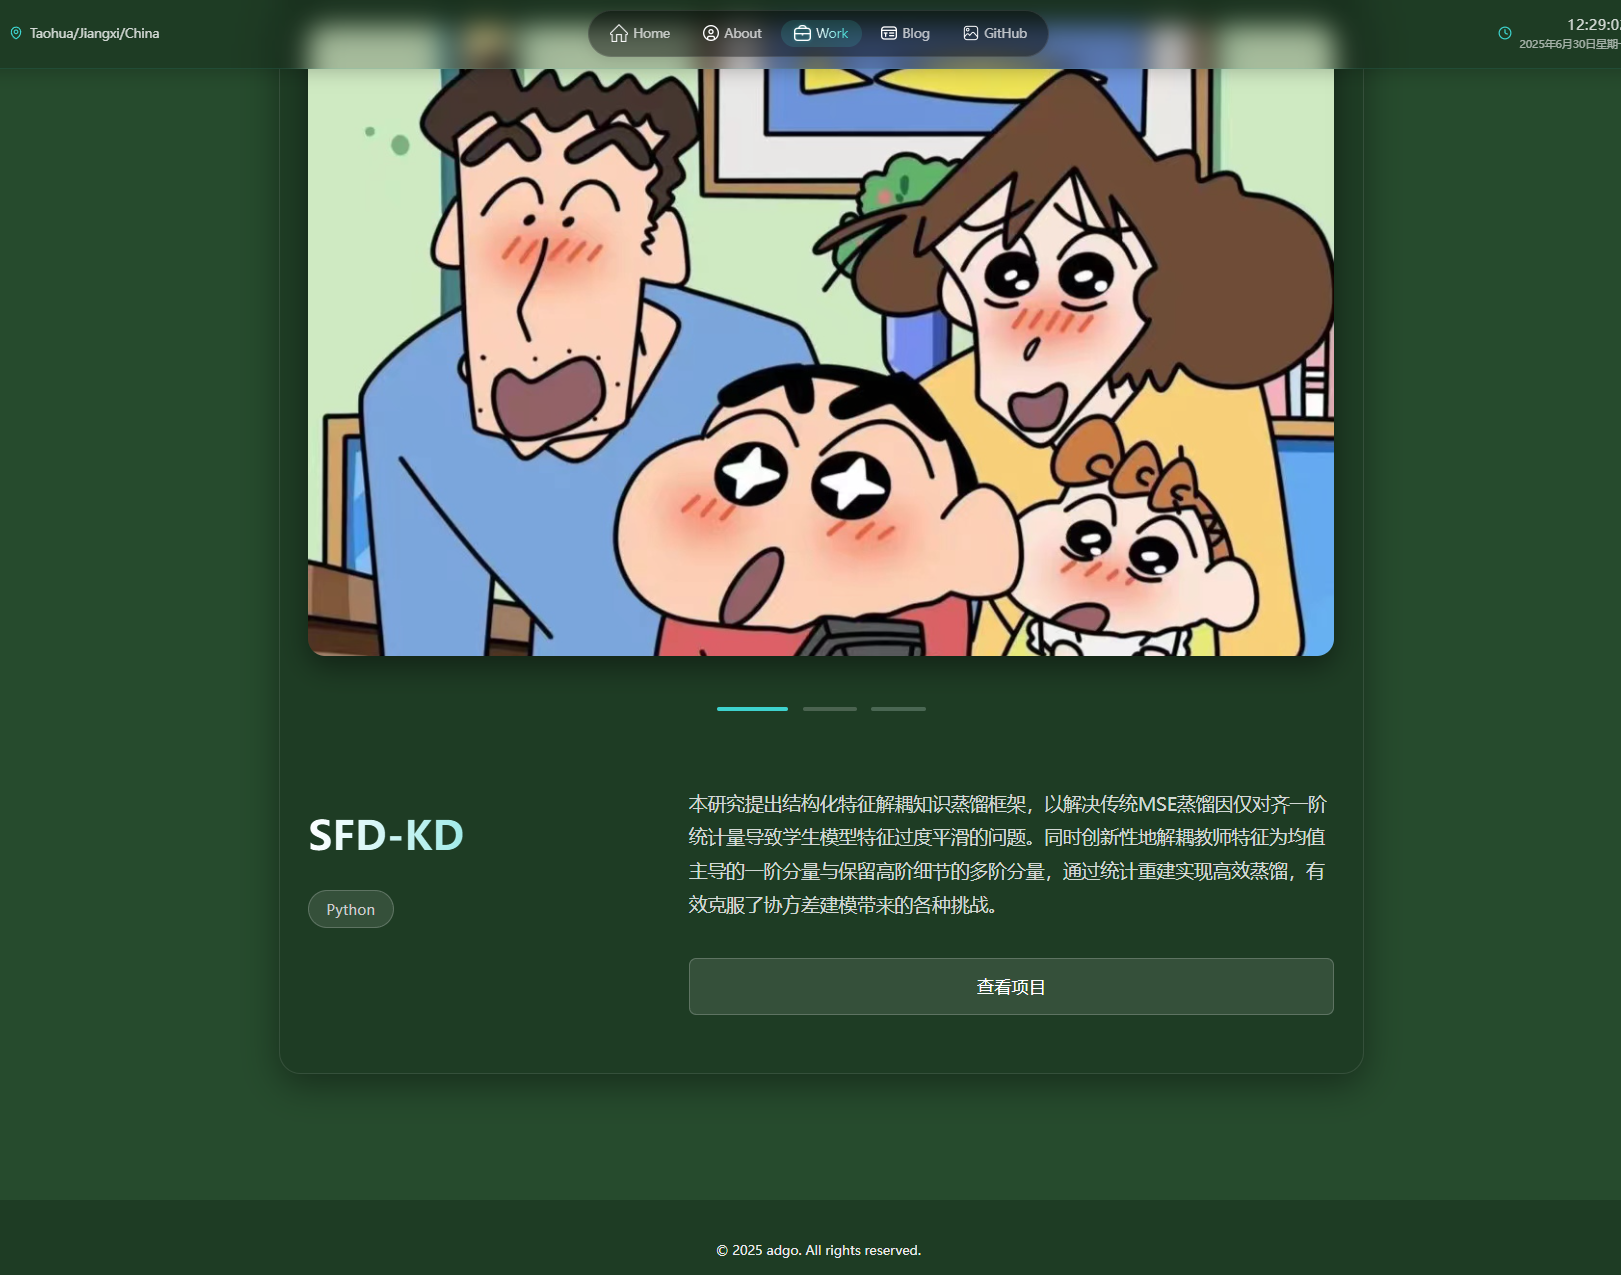 Taohua/Jiangxi/China
Home About Work Blog GitHub
12:29:0
2025年6月30日星期
SFD-KD
Python
本研究提出结构化特征解耦知识蒸馏框架，以解决传统MSE蒸馏因仅对齐一阶
统计量导致学生模型特征过度平滑的问题。同时创新性地解耦教师特征为均值
主导的一阶分量与保留高阶细节的多阶分量，通过统计重建实现高效蒸馏，有
效克服了协方差建模带来的各种挑战。
查看项目
© 2025 adgo. All rights reserved.